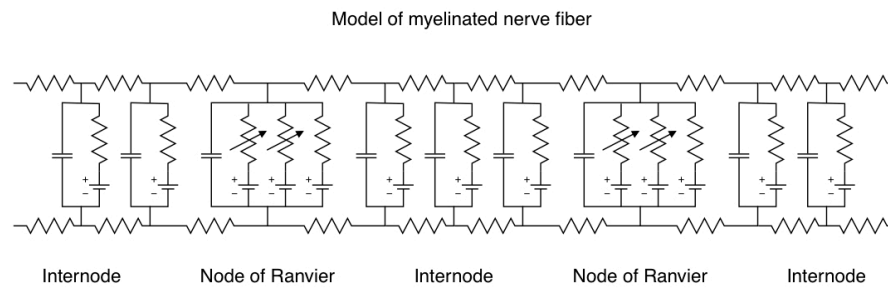 Model of myelinated nerve fiber
+ + + + + + + + + + + + +
− − − − − − − − − − − − −
Internode Node of Ranvier Internode Node of Ranvier Internode